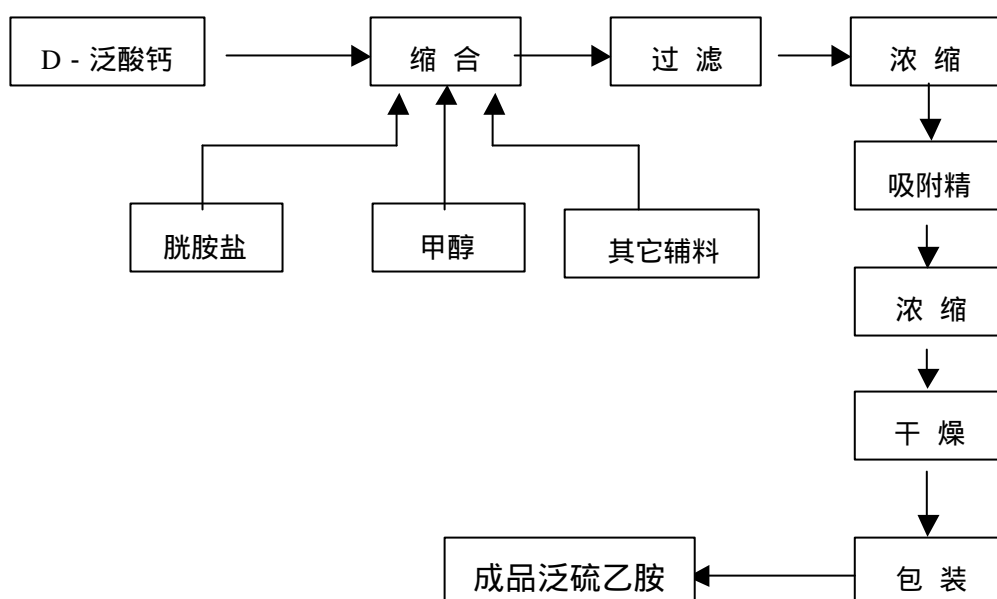 D - 泛酸钙
缩 合
过 滤
浓 缩
吸附精
胱胺盐
甲醇
其它辅料
浓 缩
干 燥
包 装
成品泛硫乙胺